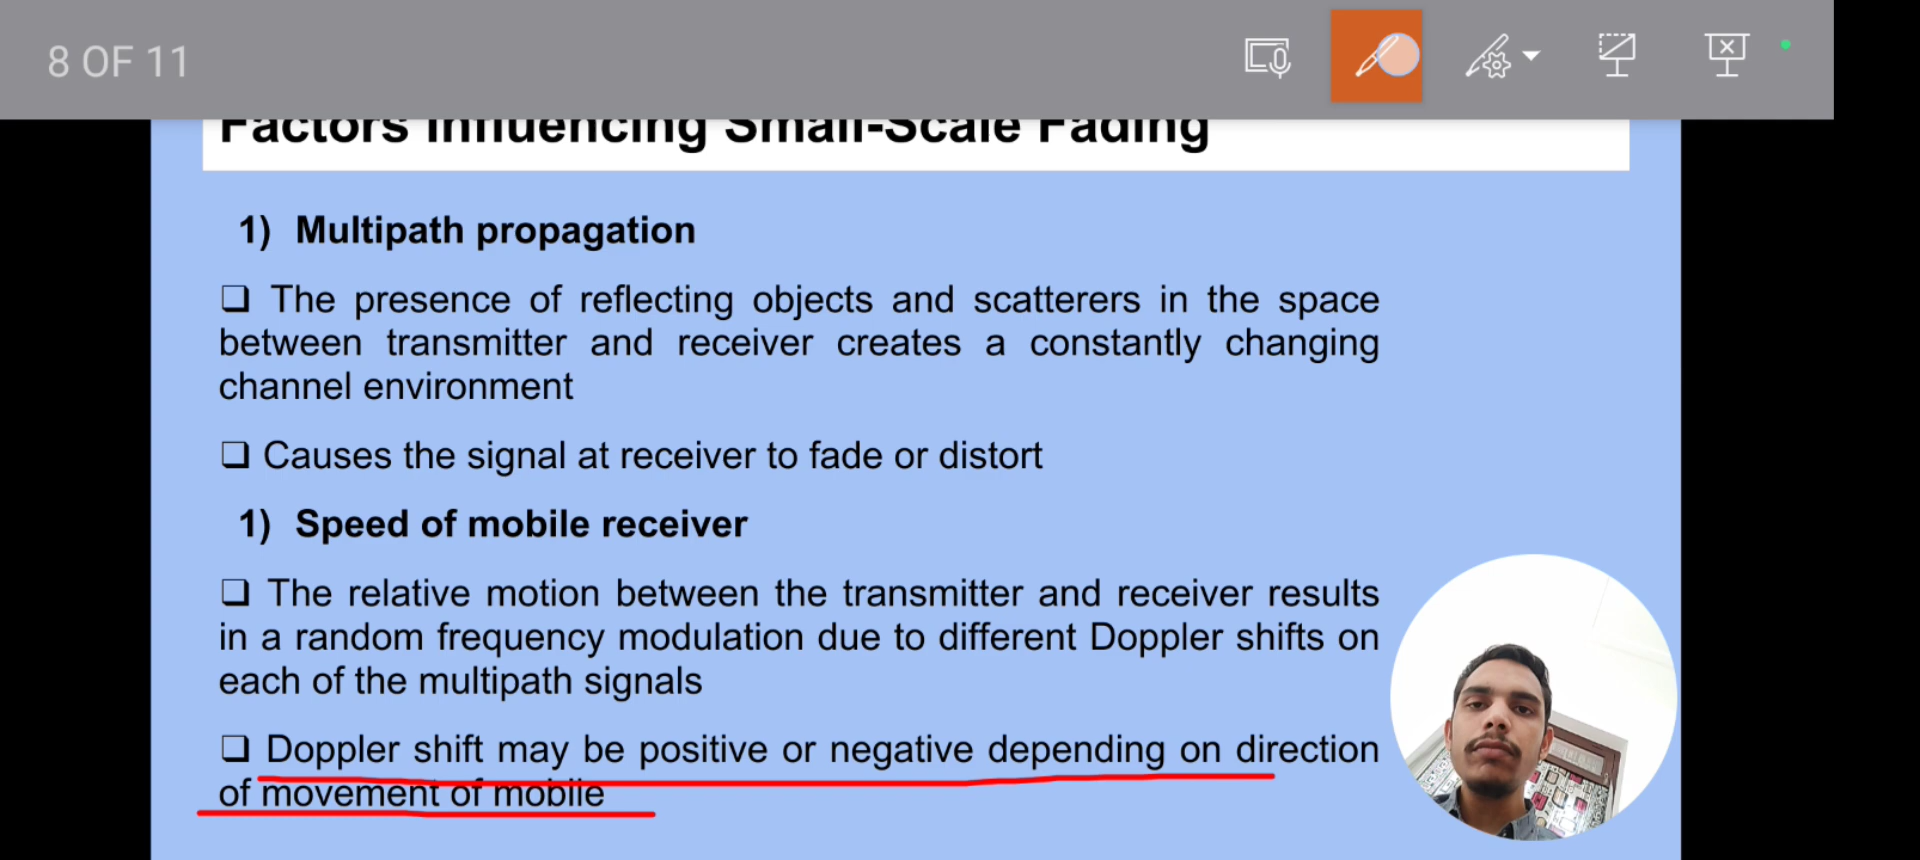 8 OF 11
Factors Influencing Small-Scale Fading
1) Multipath propagation
❑ The presence of reflecting objects and scatterers in the space
between transmitter and receiver creates a constantly changing
channel environment
❑ Causes the signal at receiver to fade or distort
1) Speed of mobile receiver
❑ The relative motion between the transmitter and receiver results
in a random frequency modulation due to different Doppler shifts on
each of the multipath signals
❑ Doppler shift may be positive or negative depending on direction
of movement of mobile